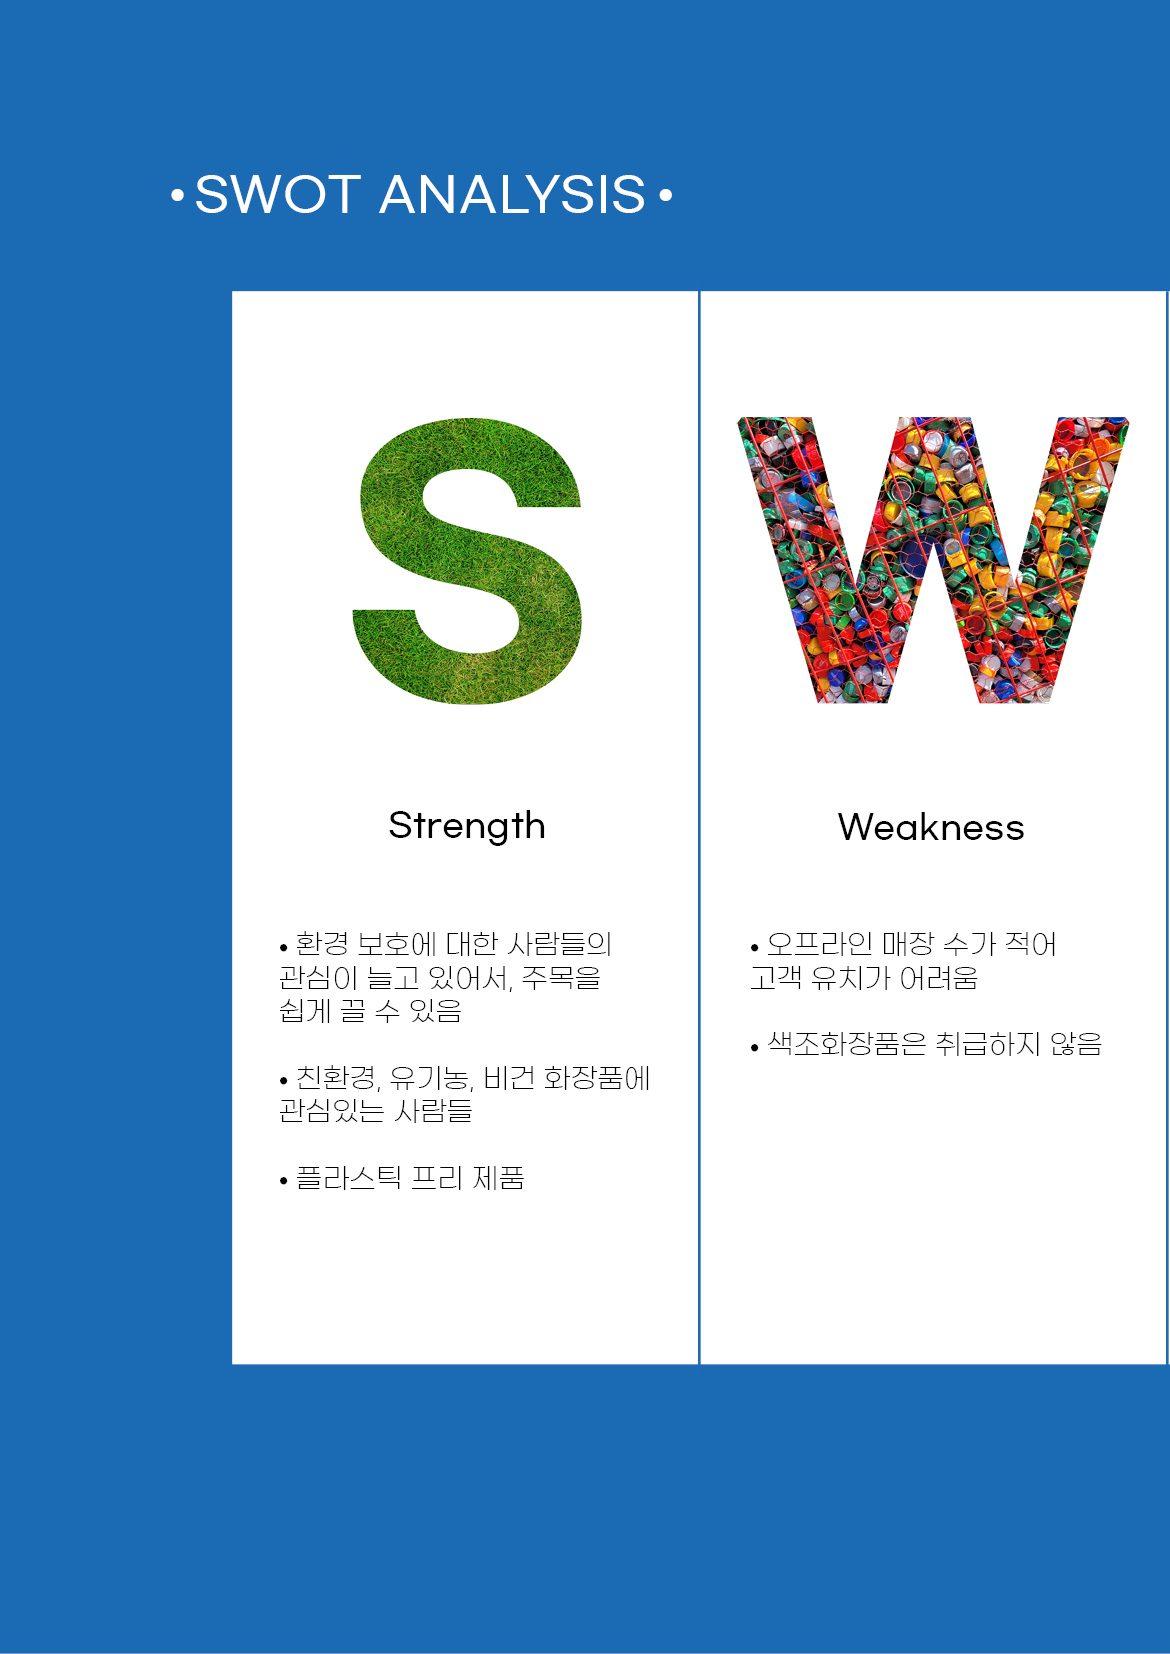 • SWOT ANALYSIS •
S
W
Strength
Weakness
• 환경 보호에 대한 사람들의
관심이 늘고 있어서, 주목을
쉽게 끌 수 있음
• 친환경, 유기농, 비건 화장품에
관심있는 사람들
• 플라스틱 프리 제품
• 오프라인 매장 수가 적어
고객 유치가 어려움
• 색조화장품은 취급하지 않음